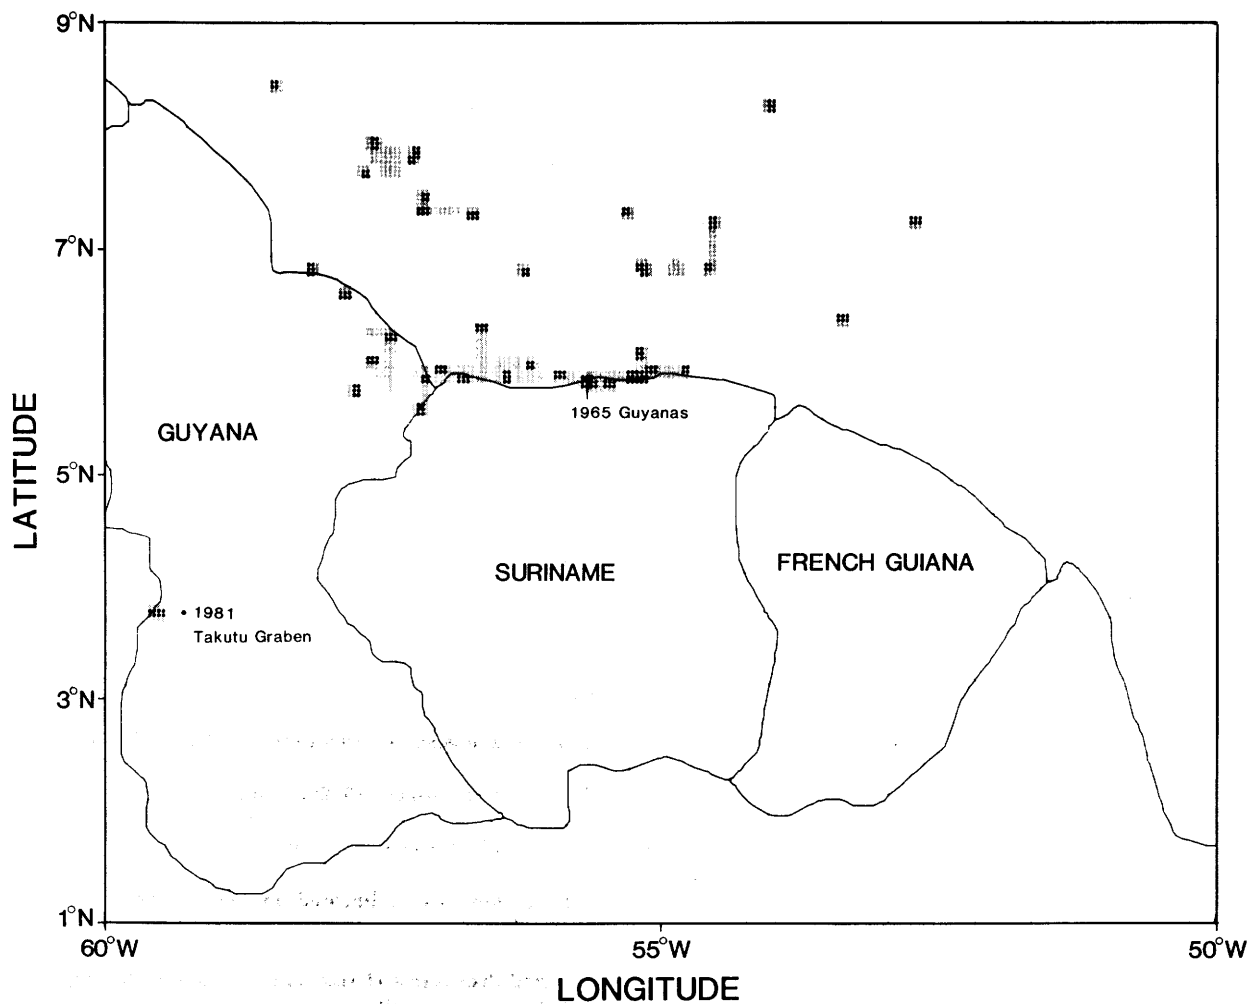 9°N
7°N
5°N
3°N
1°N
LATITUDE
GUYANA
1965 Guyanas
SURINAME
FRENCH GUIANA
1981
Takutu Graben
60°W
55°W
50°W
LONGITUDE